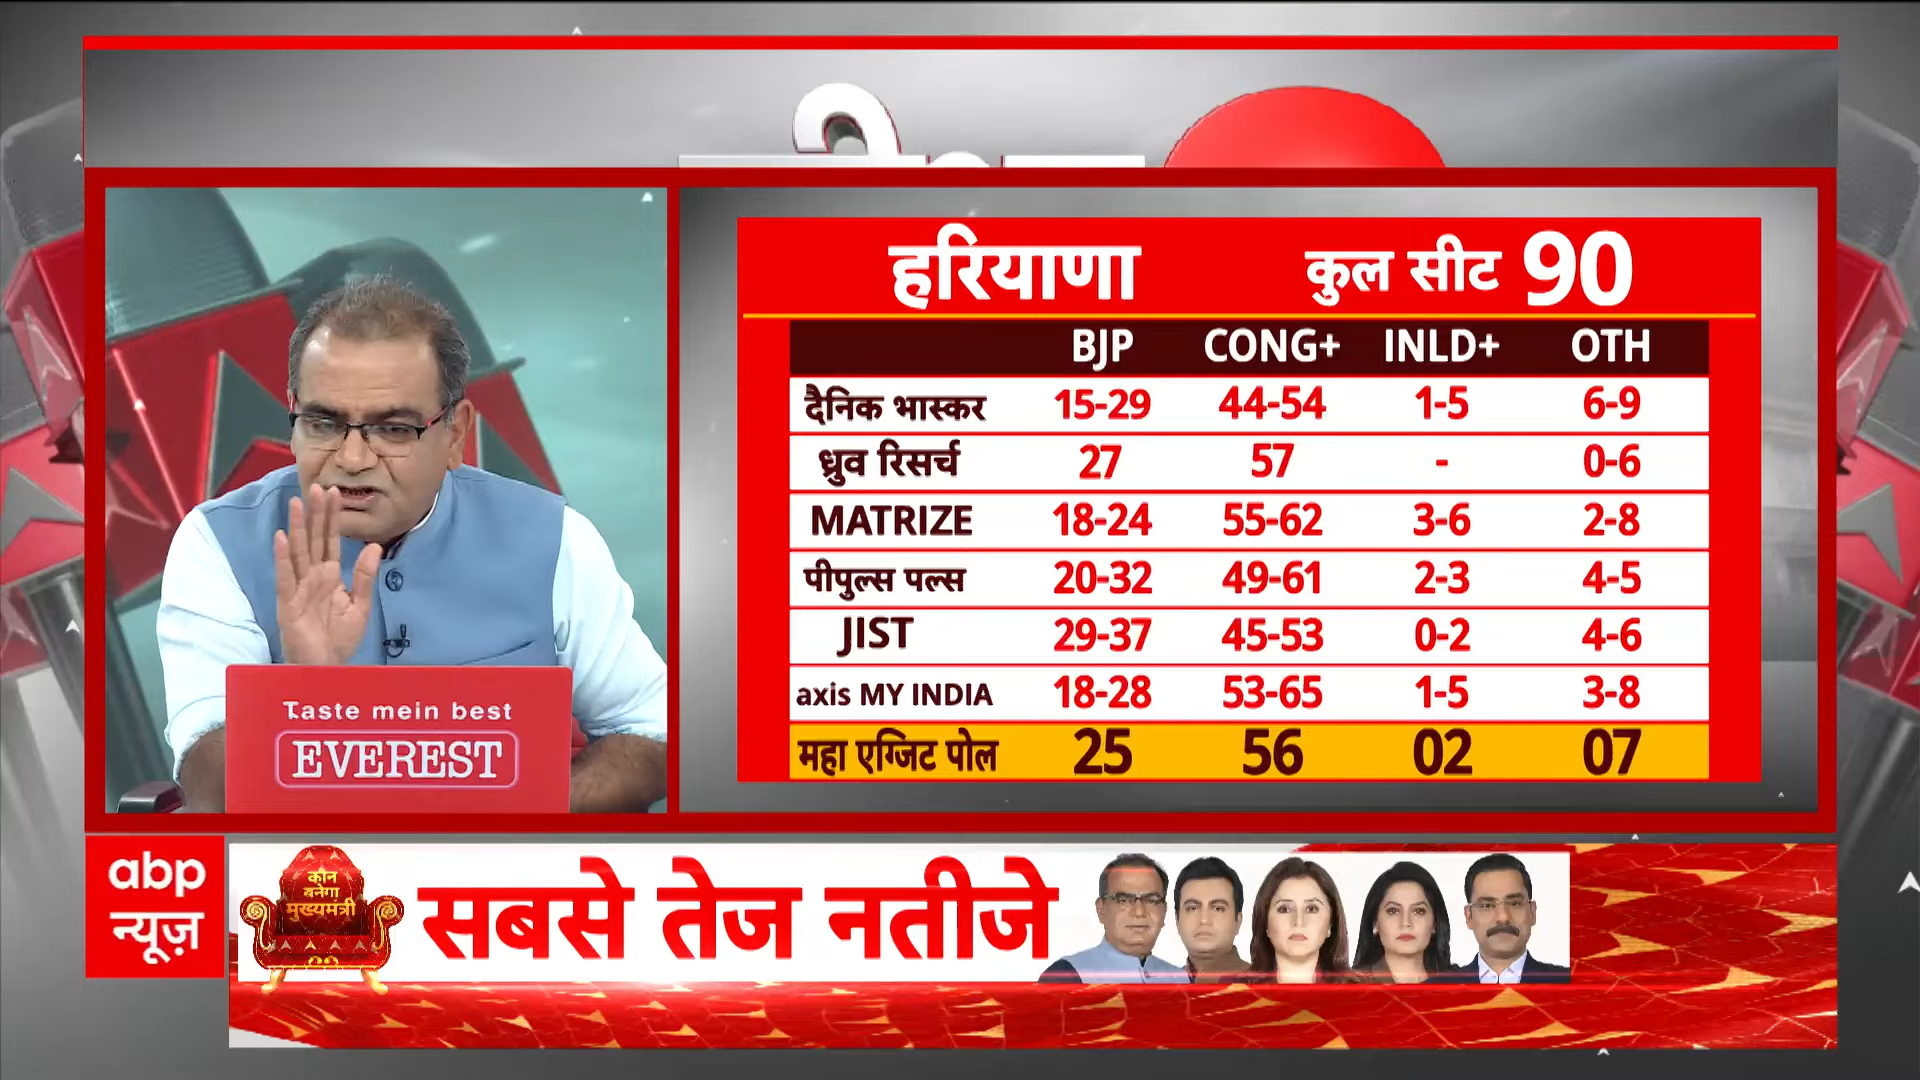 हरियाणा कुल सीट 90
BJP CONG+ INLD+ OTH
दैनिक भास्कर 15-29 44-54 1-5 6-9
ध्रुव रिसर्च 27 57 - 0-6
MATRIZE 18-24 55-62 3-6 2-8
पीपुल्स पल्स 20-32 49-61 2-3 4-5
JIST 29-37 45-53 0-2 4-6
axis MY INDIA 18-28 53-65 1-5 3-8
महा एग्जिट पोल 25 56 02 07
Taste mein best
EVEREST
abp
न्यूज़
कौन
बनेगा
मुख्यमंत्री
सबसे तेज नतीजे